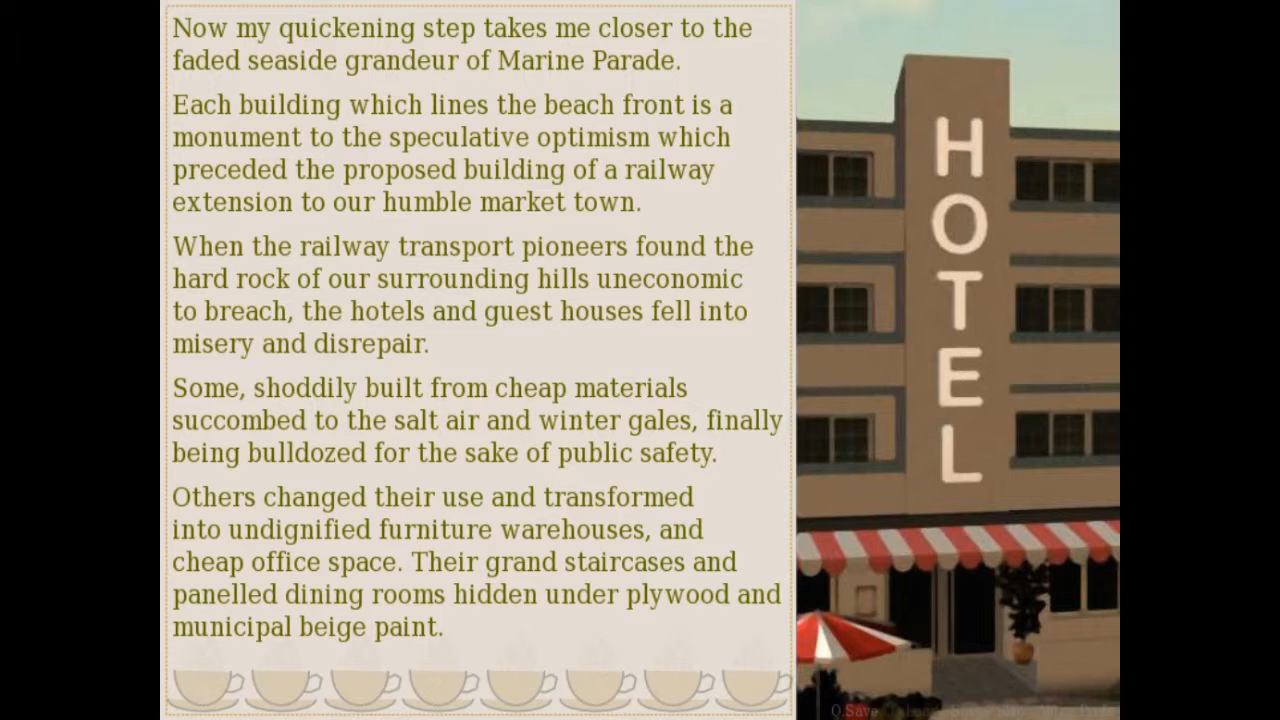 Now my quickening step takes me closer to the
faded seaside grandeur of Marine Parade.
Each building which lines the beach front is a
monument to the speculative optimism which
preceded the proposed building of a railway
extension to our humble market town.
When the railway transport pioneers found the
hard rock of our surrounding hills uneconomic
to breach, the hotels and guest houses fell into
misery and disrepair.
Some, shoddily built from cheap materials
succombed to the salt air and winter gales, finally
being bulldozed for the sake of public safety.
Others changed their use and transformed
into undignified furniture warehouses, and
cheap office space. Their grand staircases and
panelled dining rooms hidden under plywood and
municipal beige paint.
HOTEL
Q.Save